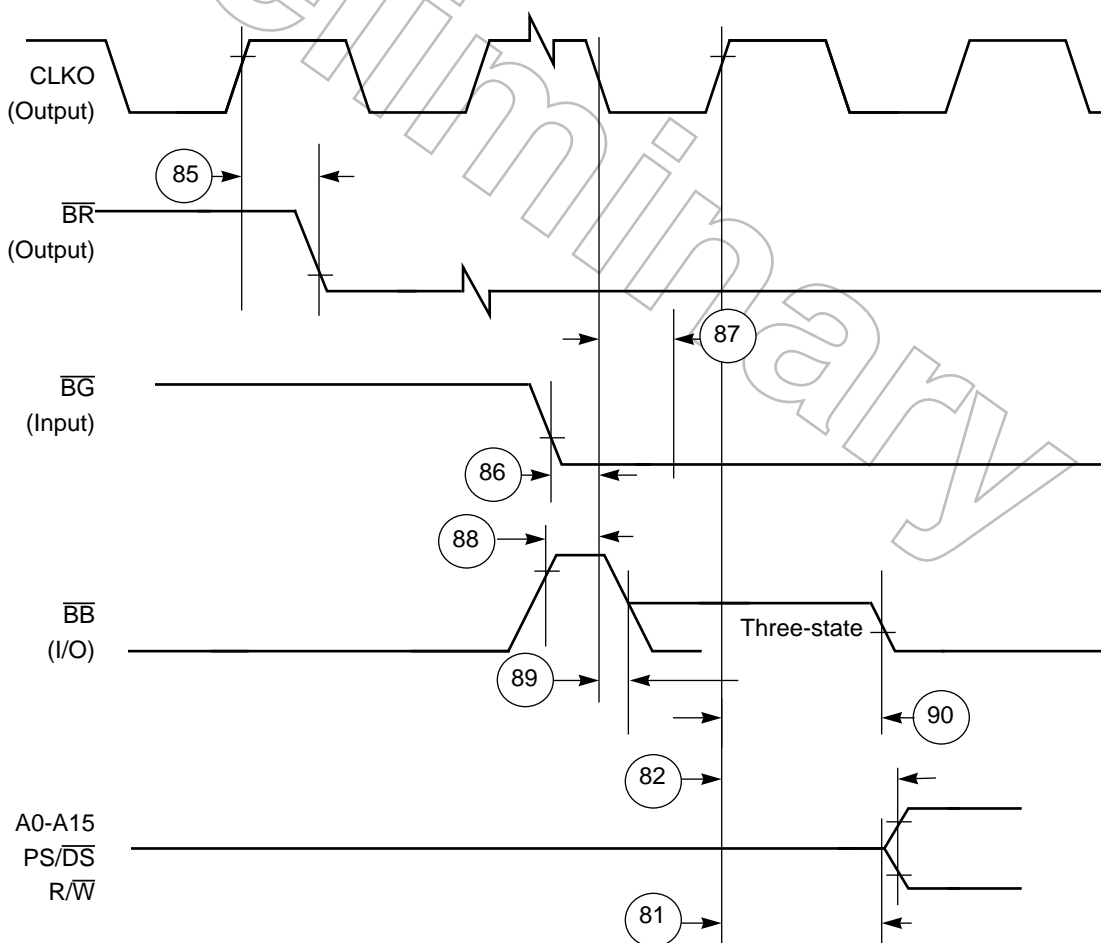 CLKO
(Output)
85
BR
(Output)
87
BG
(Input)
86
88
BB
(I/O)
Three-state
89
90
82
A0-A15
PS/DS
R/W
81
eliminary